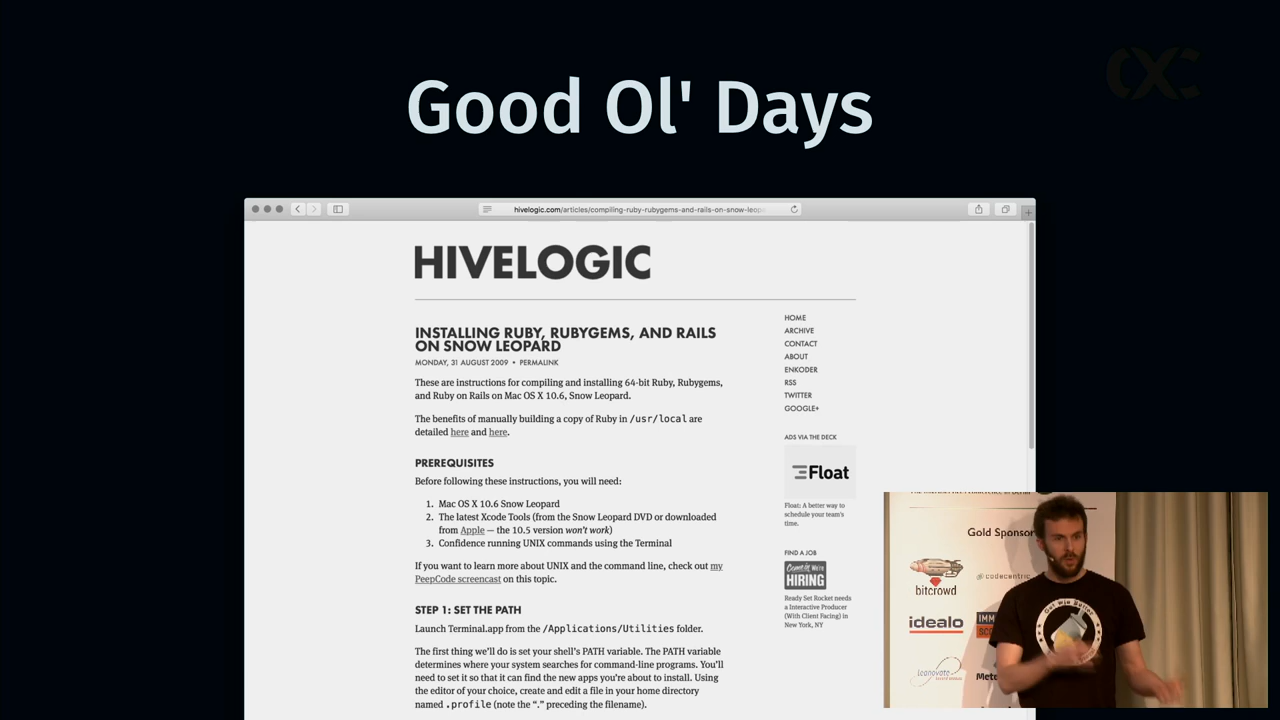 Good Ol' Days
hivelogic.com/articles/compiling-ruby-rubygems-and-rails-on-snow-leop
HIVELOGIC
INSTALLING RUBY, RUBYGEMS, AND RAILS
ON SNOW LEOPARD
MONDAY, 31 AUGUST 2009 • PERMALINK
These are instructions for compiling and installing 64-bit Ruby, Rubygems,
and Ruby on Rails on Mac OS X 10.6, Snow Leopard.
The benefits of manually building a copy of Ruby in /usr/local are
detailed here and here.
PREREQUISITES
Before following these instructions, you will need:
1. Mac OS X 10.6 Snow Leopard
2. The latest Xcode Tools (from the Snow Leopard DVD or downloaded
from Apple — the 10.5 version won't work)
3. Confidence running UNIX commands using the Terminal
If you want to learn more about UNIX and the command line, check out my
PeepCode screencast on this topic.
STEP 1: SET THE PATH
Launch Terminal.app from the /Applications/Utilities folder.
The first thing we'll do is set your shell's PATH variable. The PATH variable
determines where your system searches for command-line programs. You'll
need to set it so that it can find the new apps you're about to install. Using
the editor of your choice, create and edit a file in your home directory
named .profile (note the “.” preceding the filename).
HOME
ARCHIVE
CONTACT
ABOUT
ENKODER
RSS
TWITTER
GOOGLE+
ADS VIA THE DECK
Float
Float: A better way to
schedule your team's
time.
FIND A JOB
Come in We're
HIRING
Ready Set Rocket needs
a Interactive Producer
(With Client Facing) in
New York, NY
Gold Sponsor
bitcrowd
codecentric
idealo
IMM
leanovate
Met